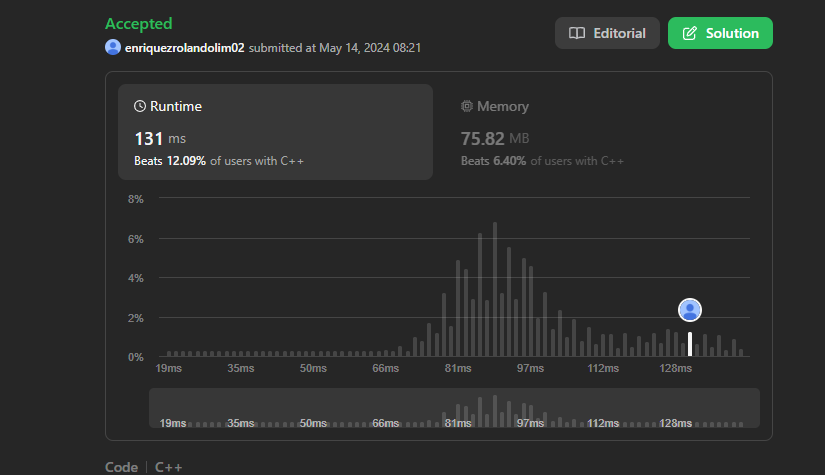 Accepted
enriquezrolandolim02 submitted at May 14, 2024 08:21
Editorial
Solution
Runtime
131 ms
Beats 12.09% of users with C++
Memory
75.82 MB
Beats 6.40% of users with C++
8%
6%
4%
2%
0%
19ms 35ms 50ms 66ms 81ms 97ms 112ms 128ms
19ms 35ms 50ms 66ms 81ms 97ms 112ms 128ms
Code | C++